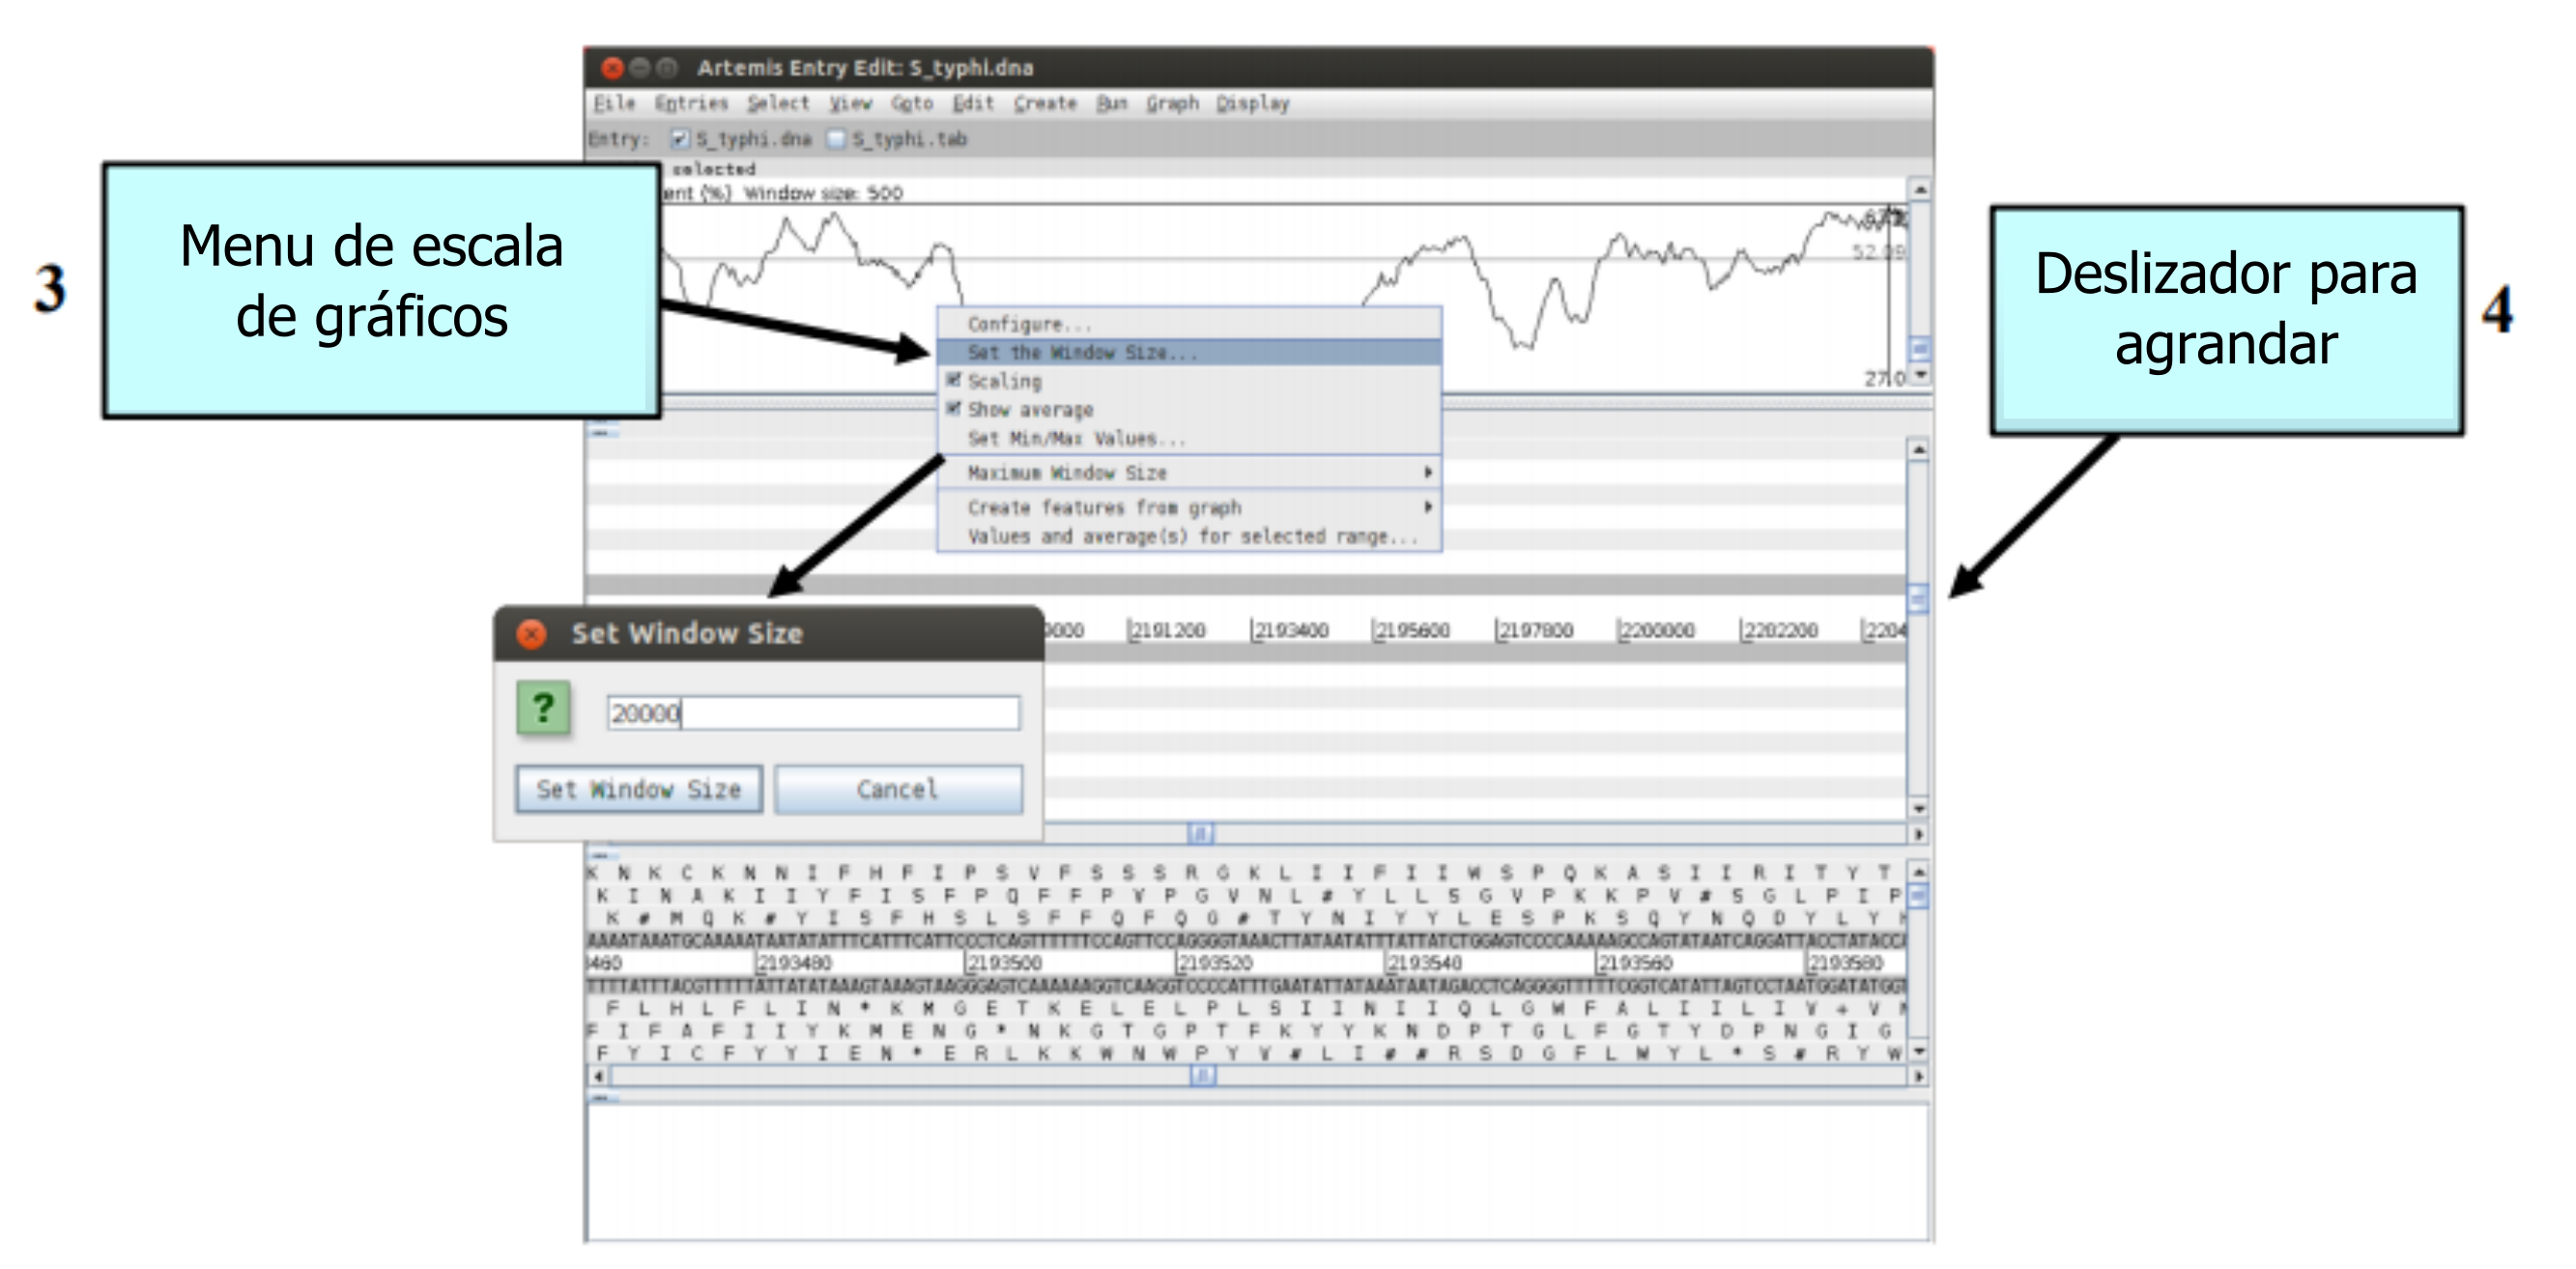 Artemis Entry Edit: S_typhi.dna
File Entries Select View Goto Edit Create Run Graph Display
Entry: S_typhi.dna S_typhi.tab
selected
Window size: 500
3
Menu de escala
de gráficos
52.09
27.0
Configure...
Set the Window Size...
Scaling
Show average
Set Min/Max Values...
Maximum Window Size
Create features from graph
Values and average(s) for selected range...
Deslizador para
agrandar
4
Set Window Size
20000
Set Window Size Cancel
2191200 2193400 2195600 2197800 2200000 2202200 2204
K N K C K N N I F H F I P S V F S S S R G K L I I F I I W S P Q K A S I I R I T Y T
K I N A K I I Y F I S F P Q F F P V P G V N L # Y L L S G V P K K P V # S G L P I P
K # M Q K # Y I S F H S L S F F Q F Q G # T Y N I Y Y L E S P K S Q Y N Q D Y L Y
AAAATAAATGCAAAAATAATATATTTCATTTCATTCCCTCAGTTTTTTCCAGTTCCAGGGGTAAACTTATAATATTTATTATCTGGAGTCCCCAAAAAGCCAGTATAATCAGGATTACCTATACC
460 2193480 2193500 2193520 2193540 2193560 2193580
TTTTATTTACGTTTTTATTATATAAAGTAAAGTAAGGGAGTCAAAAAAGGTCAAGGTCCCCATTTGAATATTATAAATAATAGACCTCAGGGGTTTTTCGGTCATATTAGTCCTAATGGATATGG
F L H L F L I N * K M G E T K E L E L P L S I I N I I Q L G W F A L I I L I V + V
F I F A F I I Y K M E N G * N K G T G P T F K Y Y K N D P T G L F G T Y D P N G I G
F Y I C F Y Y I E N * E R L K K W N W P Y V # L I # # R S D G F L W Y L * S # R Y W